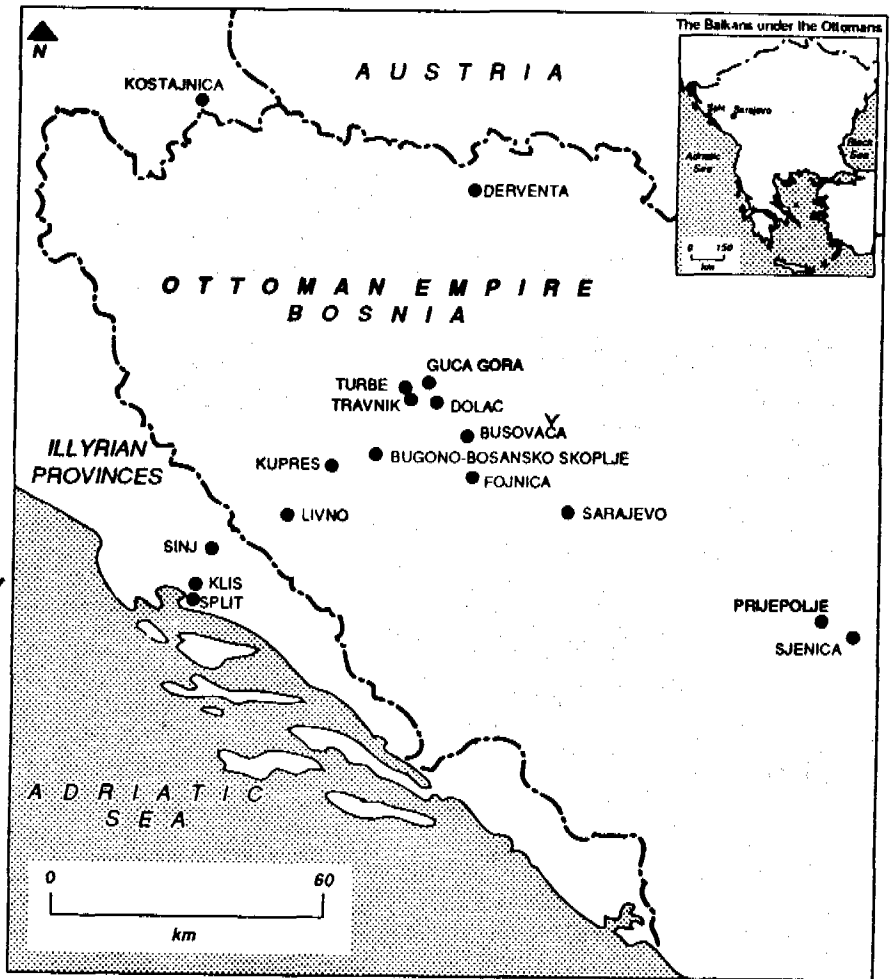 The Balkans under the Ottomans
N
AUSTRIA
KOSTAJNICA
Split
Sarajevo
Adriatic
Sea
Black
Sea
0 150
km
DERVENTA
OTTOMAN EMPIRE
BOSNIA
GUCA GORA
TURBE
TRAVNIK
DOLAC
Y
BUSOVACA
ILLYRIAN
PROVINCES
KUPRES
BUGONO-BOSANSKO SKOPLJE
FOJNICA
LIVNO
SARAJEVO
SINJ
KLIS
SPLIT
PRIJEPOLJE
SJENICA
ADRIATIC
SEA
0 60
km